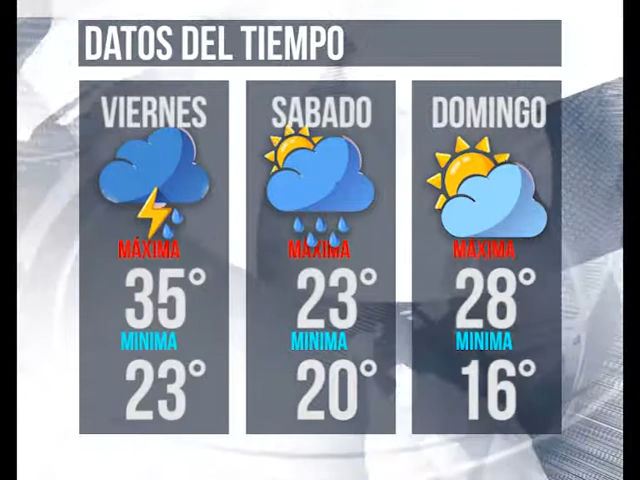 DATOS DEL TIEMPO
VIERNES
MÁXIMA
35°
MINIMA
23°
SABADO
MÁXIMA
23°
MINIMA
20°
DOMINGO
MÁXIMA
28°
MINIMA
16°